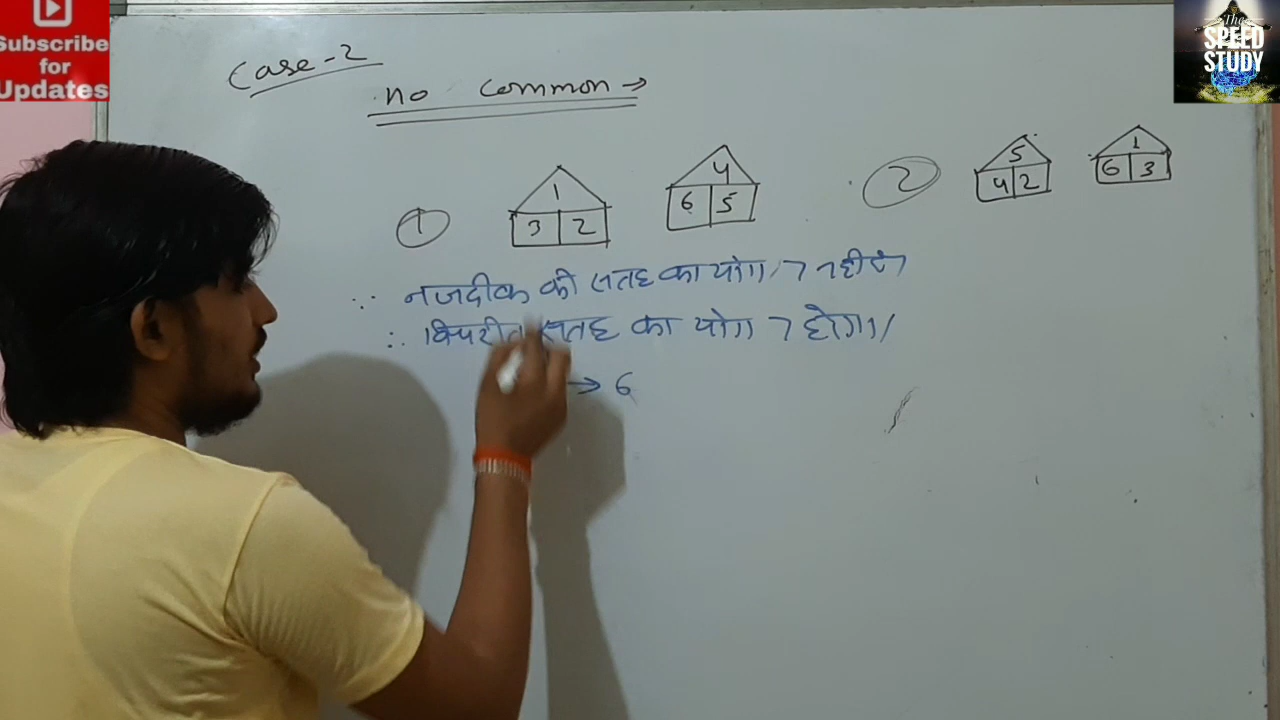 Subscribe
for
Updates
The
SPEED
STUDY
Case-2
no common →
① 1 3 2 4 6 5 ② 5 4 2 1 6 3
∵ नजदीक की सतह का योग 7 नहीं है
∴ विपरीत सतह का योग 7 होगा।
→ 6